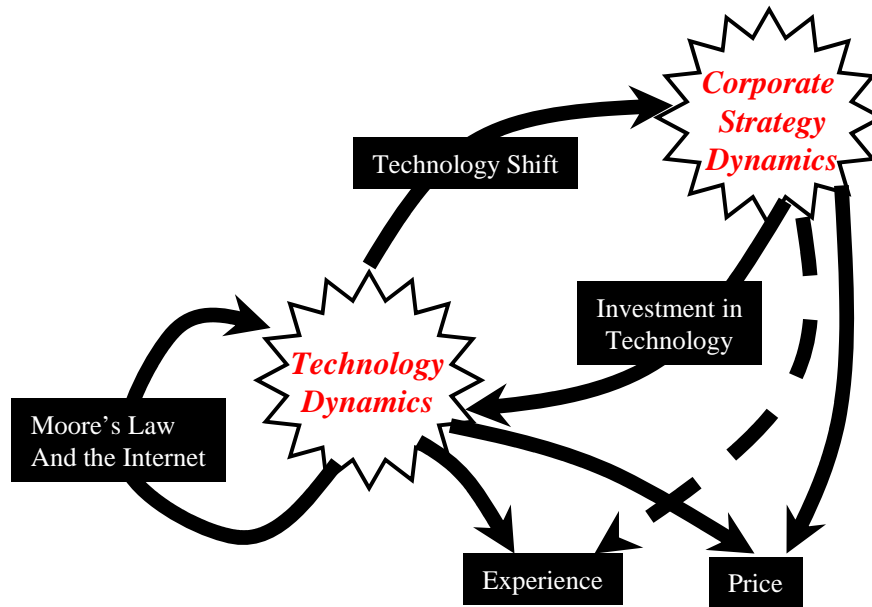 Corporate
Strategy
Dynamics
Technology Shift
Investment in
Technology
Technology
Dynamics
Moore’s Law
And the Internet
Experience
Price